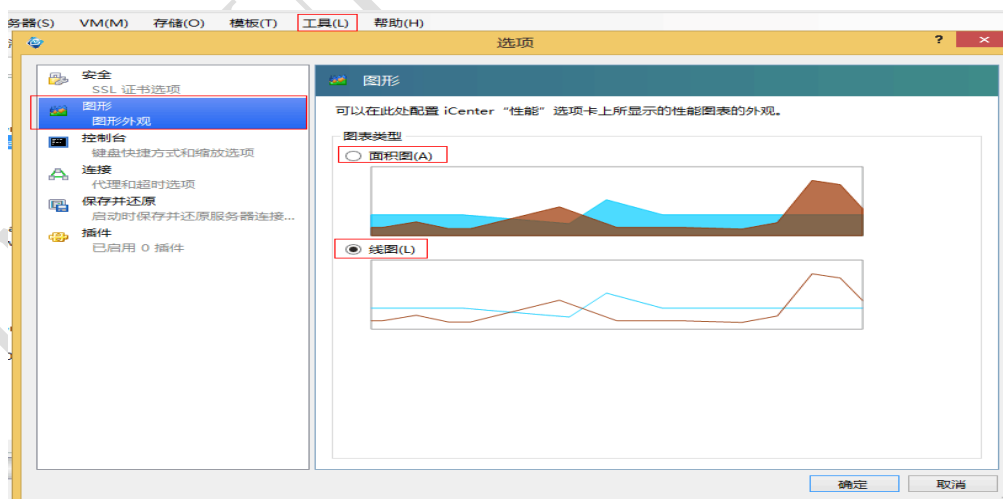 务器(S) VM(M) 存储(O) 模板(T) 工具(L) 帮助(H)
选项 ? ×
安全
SSL 证书选项
图形
图形外观
控制台
键盘快捷方式和缩放选项
连接
代理和超时选项
保存并还原
启动时保存并还原服务器连接...
插件
已启用 0 插件
图形
可以在此处配置 iCenter “性能” 选项卡上所显示的性能图表的外观。
图表类型
面积图(A)
线图(L)
确定 取消